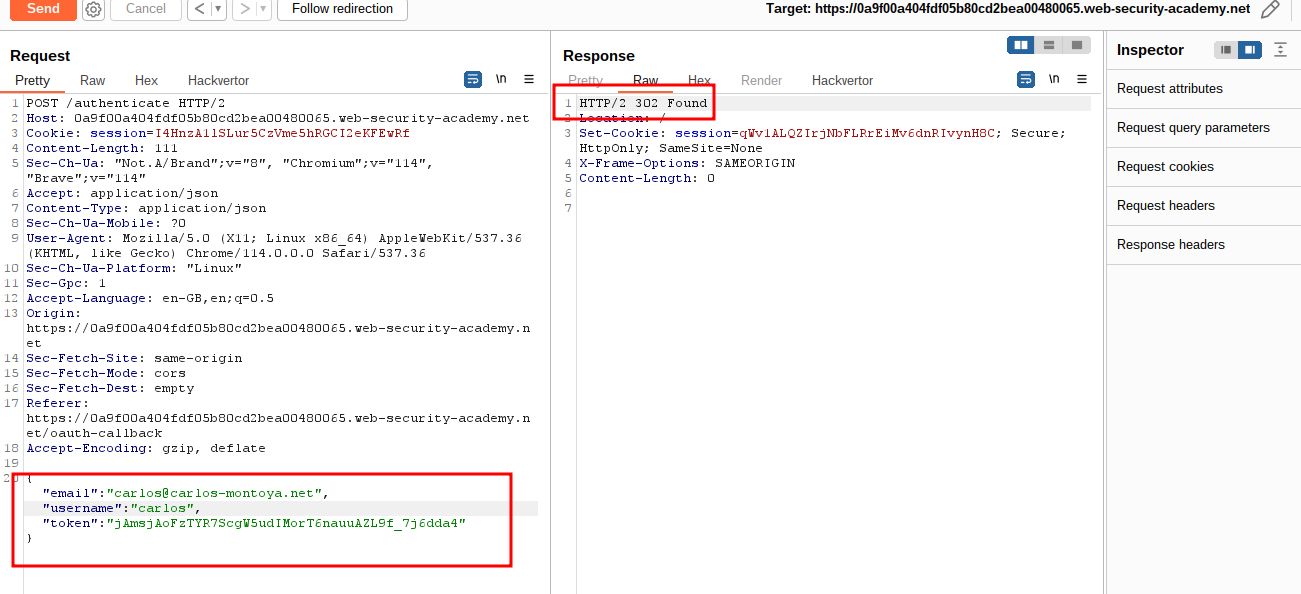 Send Cancel < > Follow redirection Target: https://0a9f00a404fdf05b80cd2bea00480065.web-security-academy.net
Request
Pretty Raw Hex Hackvertor \n
1 POST /authenticate HTTP/2
2 Host: 0a9f00a404fdf05b80cd2bea00480065.web-security-academy.net
3 Cookie: session=I4HnzA11SLur5CzVme5hRGCI2eKFEwRf
4 Content-Length: 111
5 Sec-Ch-Ua: "Not.A/Brand";v="8", "Chromium";v="114",
"Brave";v="114"
6 Accept: application/json
7 Content-Type: application/json
8 Sec-Ch-Ua-Mobile: ?0
9 User-Agent: Mozilla/5.0 (X11; Linux x86_64) AppleWebKit/537.36
(KHTML, like Gecko) Chrome/114.0.0.0 Safari/537.36
10 Sec-Ch-Ua-Platform: "Linux"
11 Sec-Gpc: 1
12 Accept-Language: en-GB,en;q=0.5
13 Origin:
https://0a9f00a404fdf05b80cd2bea00480065.web-security-academy.n
et
14 Sec-Fetch-Site: same-origin
15 Sec-Fetch-Mode: cors
16 Sec-Fetch-Dest: empty
17 Referer:
https://0a9f00a404fdf05b80cd2bea00480065.web-security-academy.n
et/oauth-callback
18 Accept-Encoding: gzip, deflate
19
20 {
"email":"carlos@carlos-montoya.net",
"username":"carlos",
"token":"jAmsjAoFzTYR7ScgW5udIMorT6nauuAZL9f_7j6dda4"
}
Response
Pretty Raw Hex Render Hackvertor \n
1 HTTP/2 302 Found
2 Location: /
3 Set-Cookie: session=qWv1ALQZIrjNbFLRrEiMv6dnRIvynH8C; Secure;
HttpOnly; SameSite=None
4 X-Frame-Options: SAMEORIGIN
5 Content-Length: 0
6
7
Inspector
Request attributes
Request query parameters
Request cookies
Request headers
Response headers